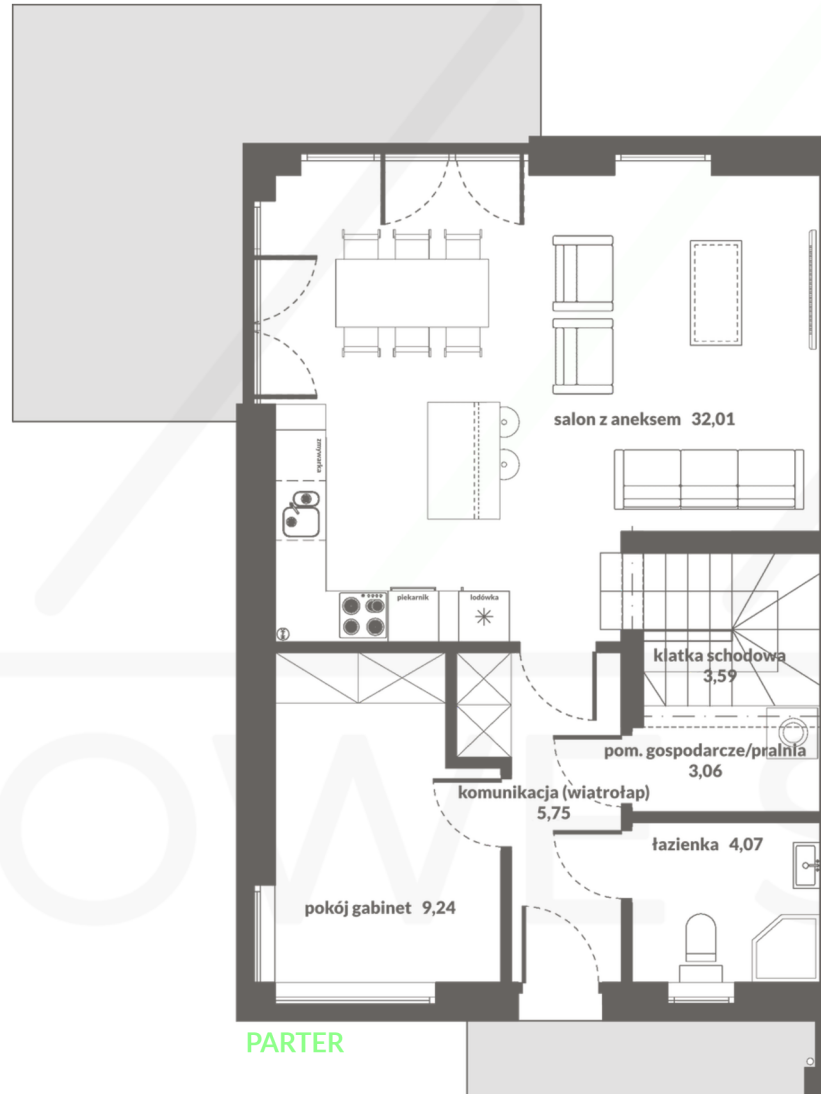 salon z aneksem 32,01
zmywarka
piekarnik
lodówka
klatka schodowa
3,59
pom. gospodarcze/pralnia
3,06
komunikacja (wiatrołap)
5,75
łazienka 4,07
pokój gabinet 9,24
PARTER